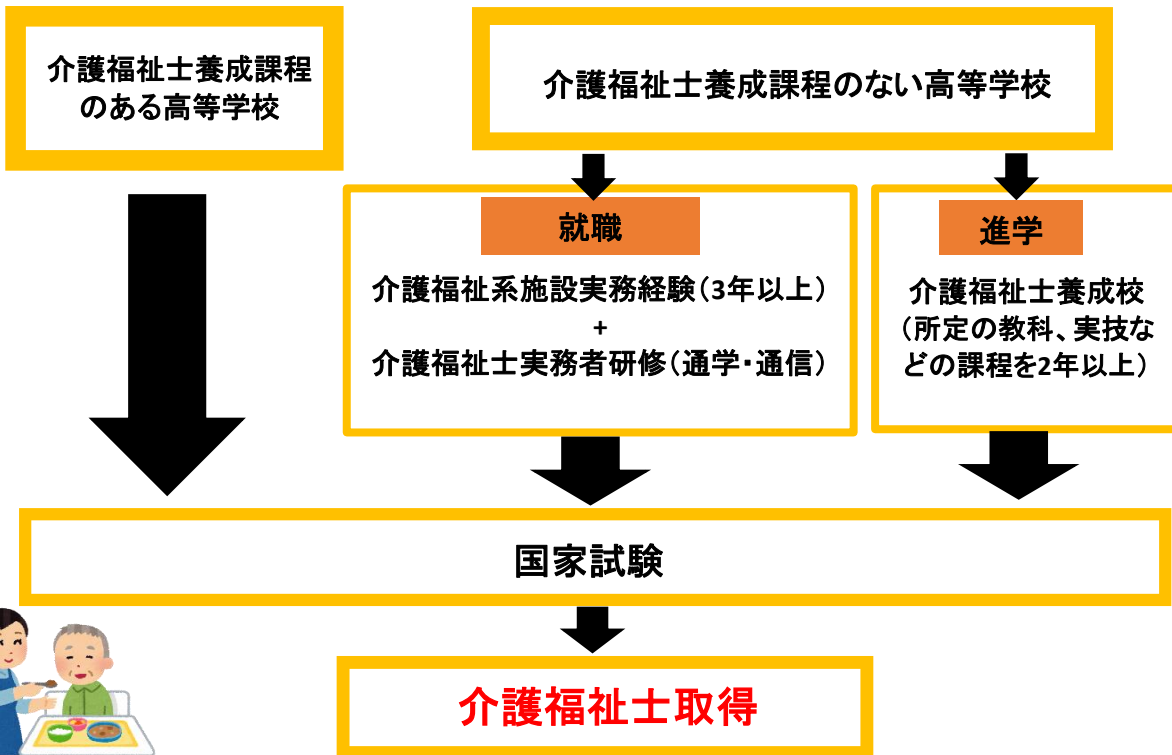 介護福祉士養成課程
のある高等学校
介護福祉士養成課程のない高等学校
就職
介護福祉系施設実務経験(3年以上)
+
介護福祉士実務者研修(通学・通信)
進学
介護福祉士養成校
(所定の教科、実技な
どの課程を2年以上)
国家試験
介護福祉士取得